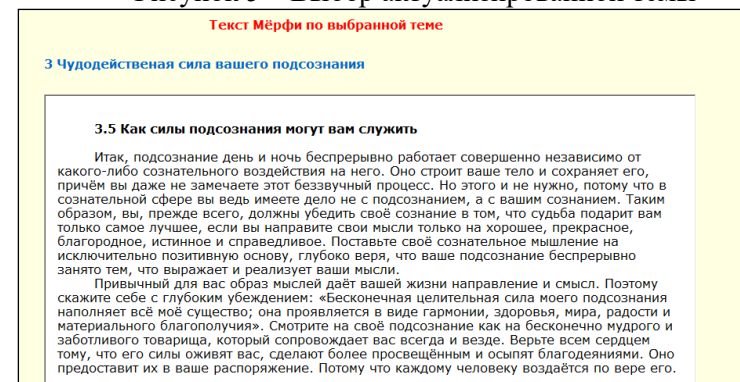 Текст Мёрфи по выбранной теме
3 Чудодейственая сила вашего подсознания
3.5 Как силы подсознания могут вам служить
Итак, подсознание день и ночь беспрерывно работает совершенно независимо от
какого-либо сознательного воздействия на него. Оно строит ваше тело и сохраняет его,
причём вы даже не замечаете этот беззвучный процесс. Но этого и не нужно, потому что в
сознательной сфере вы ведь имеете дело не с подсознанием, а с вашим сознанием. Таким
образом, вы, прежде всего, должны убедить своё сознание в том, что судьба подарит вам
только самое лучшее, если вы направите свои мысли только на хорошее, прекрасное,
благородное, истинное и справедливое. Поставьте своё сознательное мышление на
исключительно позитивную основу, глубоко веря, что ваше подсознание беспрерывно
занято тем, что выражает и реализует ваши мысли.
Привычный для вас образ мыслей даёт вашей жизни направление и смысл. Поэтому
скажите себе с глубоким убеждением: «Бесконечная целительная сила моего подсознания
наполняет всё моё существо; она проявляется в виде гармонии, здоровья, мира, радости и
материального благополучия». Смотрите на своё подсознание как на бесконечно мудрого и
заботливого товарища, который сопровождает вас всегда и везде. Верьте всем сердцем
тому, что его силы оживят вас, сделают более просвещённым и осыпят благодеяниями. Оно
предоставит их в ваше распоряжение. Потому что каждому человеку воздаётся по вере его.